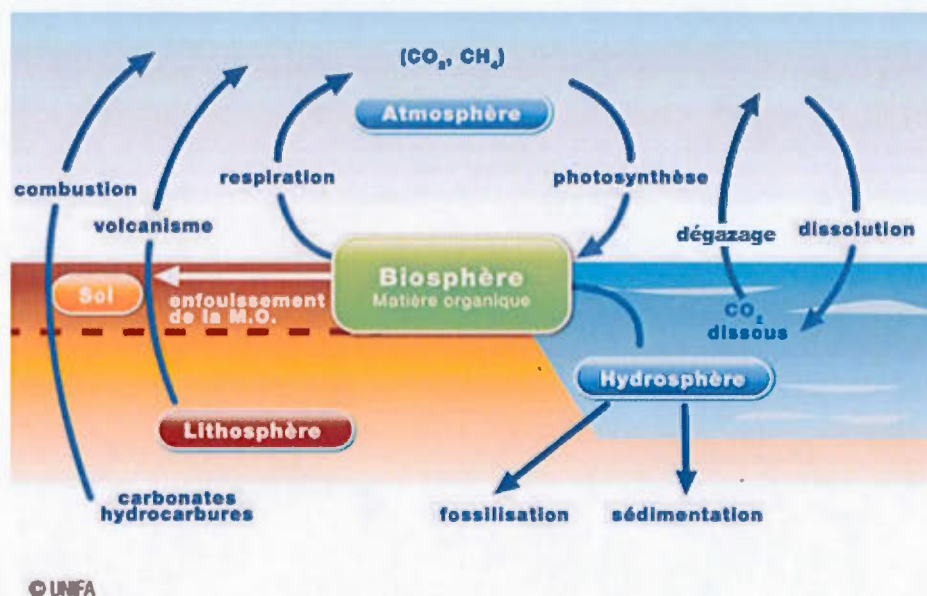 (CO₂, CH₄)
Atmosphère
combustion
respiration
photosynthèse
volcanisme
dégazage
dissolution
Biosphère
Matière organique
Sol
enfouissement
de la M.O.
CO₂
dissous
Hydrosphère
Lithosphère
carbonates
hydrocarbures
fossilisation
sédimentation
© UNIFA